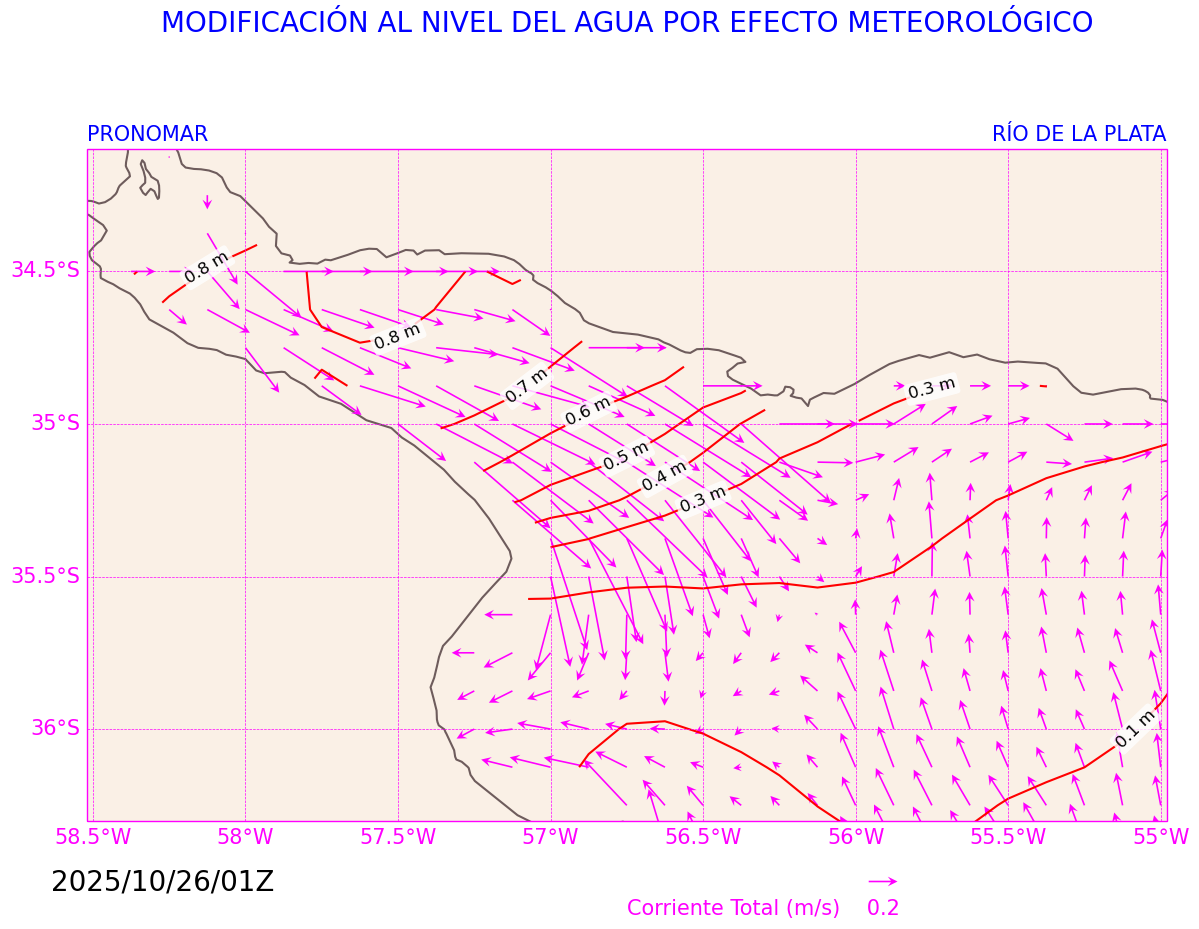 MODIFICACIÓN AL NIVEL DEL AGUA POR EFECTO METEOROLÓGICO
PRONOMAR RÍO DE LA PLATA
0.8 m
34.5°S
0.8 m
0.7 m
0.3 m
0.6 m
35°S
0.5 m
0.4 m
0.3 m
35.5°S
36°S
0.1 m
58.5°W 58°W 57.5°W 57°W 56.5°W 56°W 55.5°W 55°W
2025/10/26/01Z
Corriente Total (m/s) 0.2